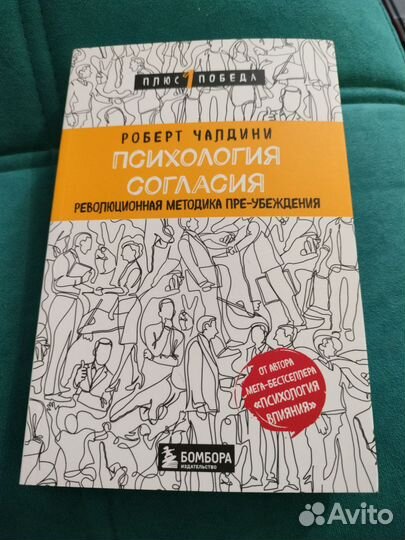 ПЛЮС 1 ПОБЕДА
РОБЕРТ ЧАЛДИНИ
ПСИХОЛОГИЯ
СОГЛАСИЯ
РЕВОЛЮЦИОННАЯ МЕТОДИКА ПРЕ-УБЕЖДЕНИЯ
ОТ АВТОРА
МЕГА-БЕСТСЕЛЛЕРА
«ПСИХОЛОГИЯ
ВЛИЯНИЯ»
БОМБОРА
ИЗДАТЕЛЬСТВО
Avito